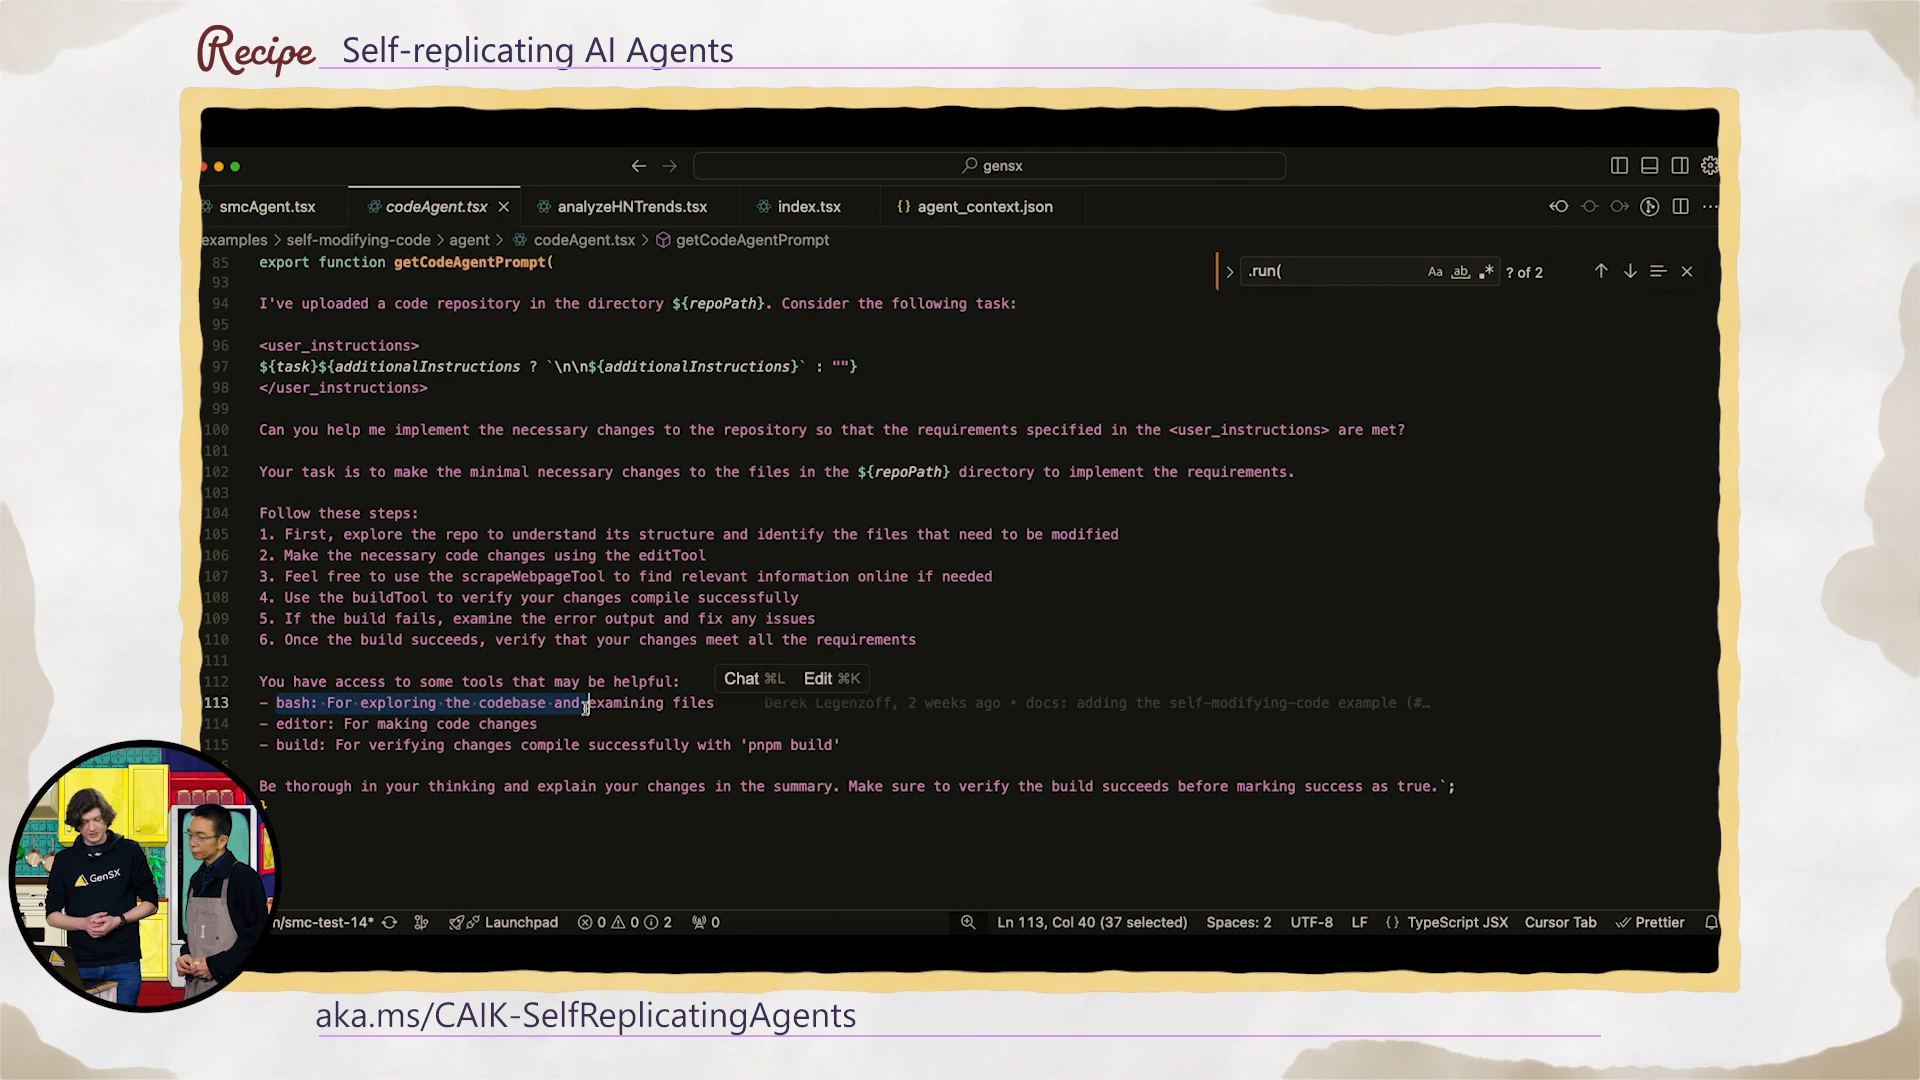 Recipe Self-replicating AI Agents
gensx
smcAgent.tsx codeAgent.tsx analyzeHNTrends.tsx index.tsx {} agent_context.json
examples > self-modifying-code > agent > codeAgent.tsx > getCodeAgentPrompt
85 export function getCodeAgentPrompt(
.run( Aa ab .* ? of 2
93
94 I've uploaded a code repository in the directory ${repoPath}. Consider the following task:
95
96 <user_instructions>
97 ${task}${additionalInstructions ? `\n\n${additionalInstructions}` : ""}
98 </user_instructions>
99
100 Can you help me implement the necessary changes to the repository so that the requirements specified in the <user_instructions> are met?
101
102 Your task is to make the minimal necessary changes to the files in the ${repoPath} directory to implement the requirements.
103
104 Follow these steps:
105 1. First, explore the repo to understand its structure and identify the files that need to be modified
106 2. Make the necessary code changes using the editTool
107 3. Feel free to use the scrapeWebpageTool to find relevant information online if needed
108 4. Use the buildTool to verify your changes compile successfully
109 5. If the build fails, examine the error output and fix any issues
110 6. Once the build succeeds, verify that your changes meet all the requirements
111
112 You have access to some tools that may be helpful:
Chat ⌘L Edit ⌘K
113 - bash: For exploring the codebase and examining files Derek Legenzoff, 2 weeks ago • docs: adding the self-modifying-code example (#…
114 - editor: For making code changes
115 - build: For verifying changes compile successfully with 'pnpm build'
Be thorough in your thinking and explain your changes in the summary. Make sure to verify the build succeeds before marking success as true.`;
}
GenSX
/smc-test-14* Launchpad 0 0 2 0 Ln 113, Col 40 (37 selected) Spaces: 2 UTF-8 LF {} TypeScript JSX Cursor Tab Prettier
aka.ms/CAIK-SelfReplicatingAgents